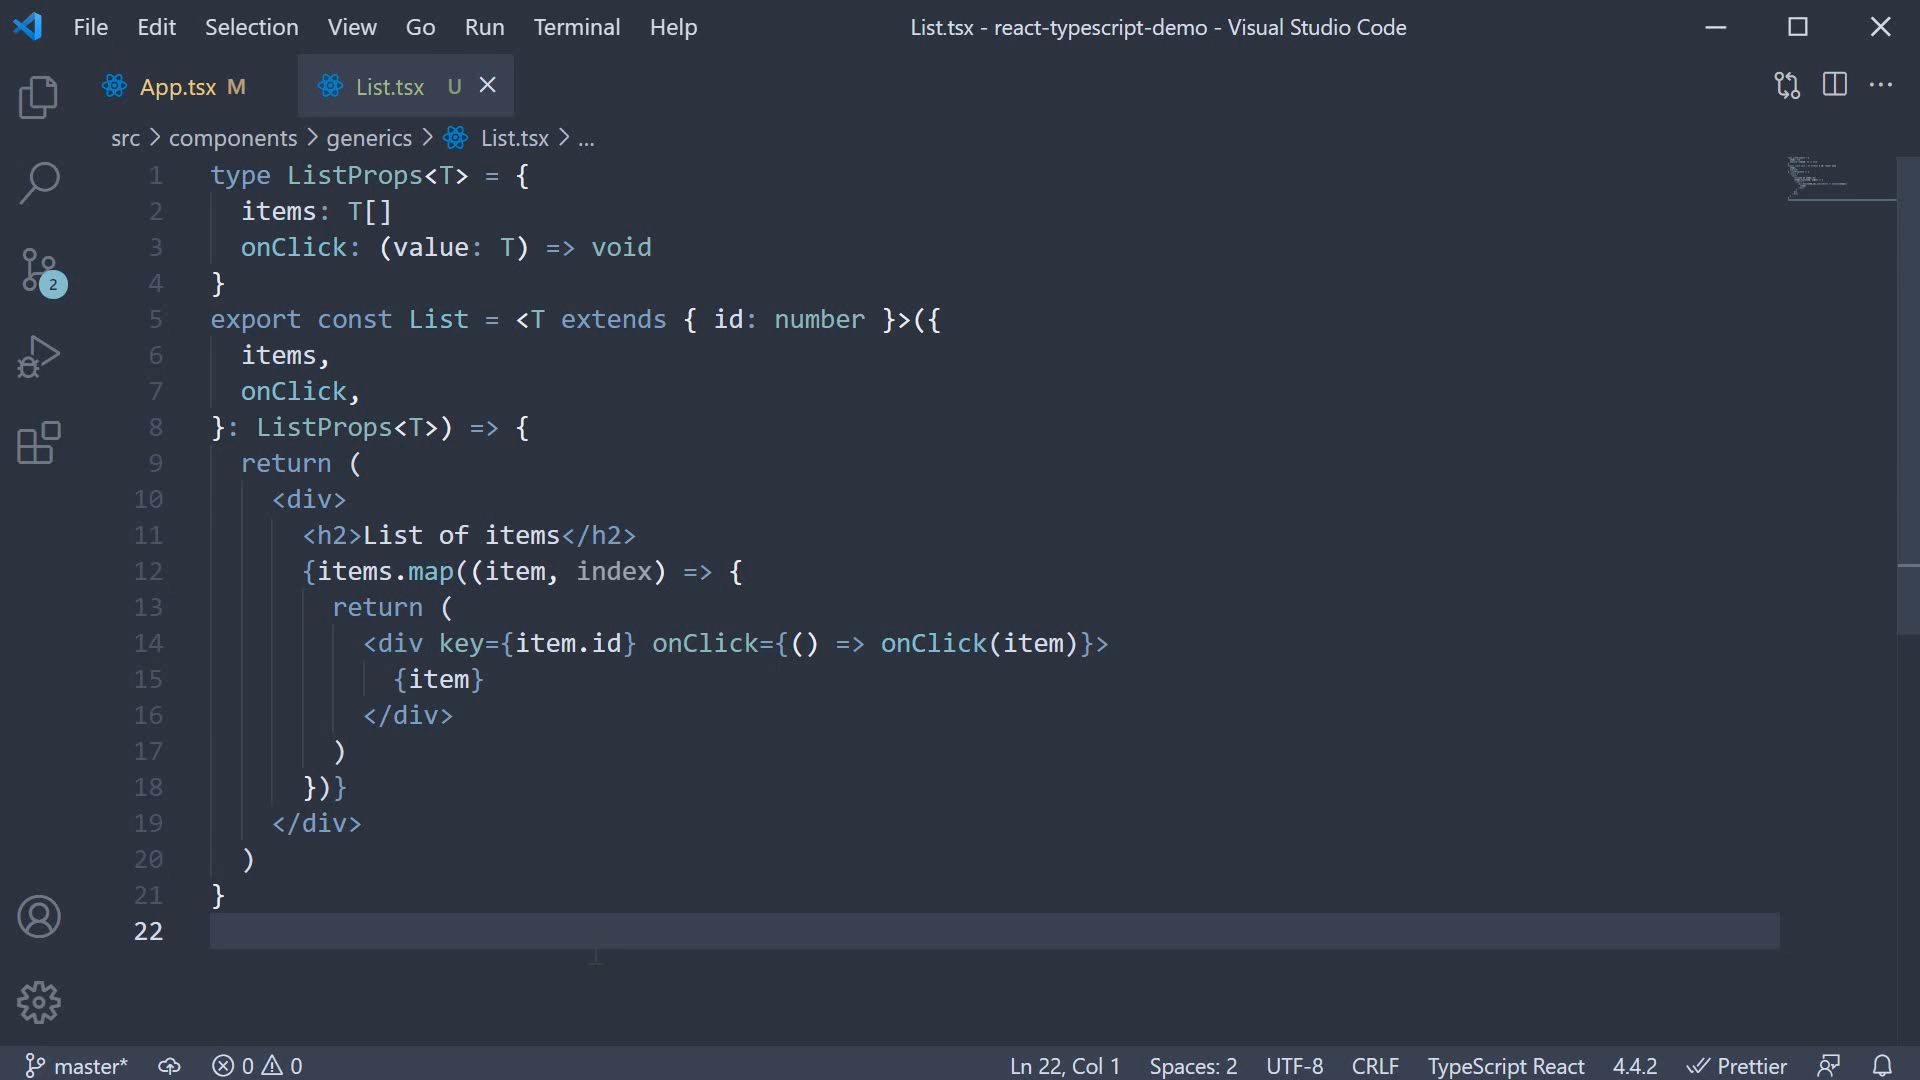 File Edit Selection View Go Run Terminal Help List.tsx - react-typescript-demo - Visual Studio Code
App.tsx M List.tsx U
src > components > generics > List.tsx > ...
1 type ListProps<T> = {
2 items: T[]
3 onClick: (value: T) => void
4 }
5 export const List = <T extends { id: number }>({
6 items,
7 onClick,
8 }: ListProps<T>) => {
9 return (
10 <div>
11 <h2>List of items</h2>
12 {items.map((item, index) => {
13 return (
14 <div key={item.id} onClick={() => onClick(item)}>
15 {item}
16 </div>
17 )
18 })}
19 </div>
20 )
21 }
22
2
master* 0 0 Ln 22, Col 1 Spaces: 2 UTF-8 CRLF TypeScript React 4.4.2 Prettier